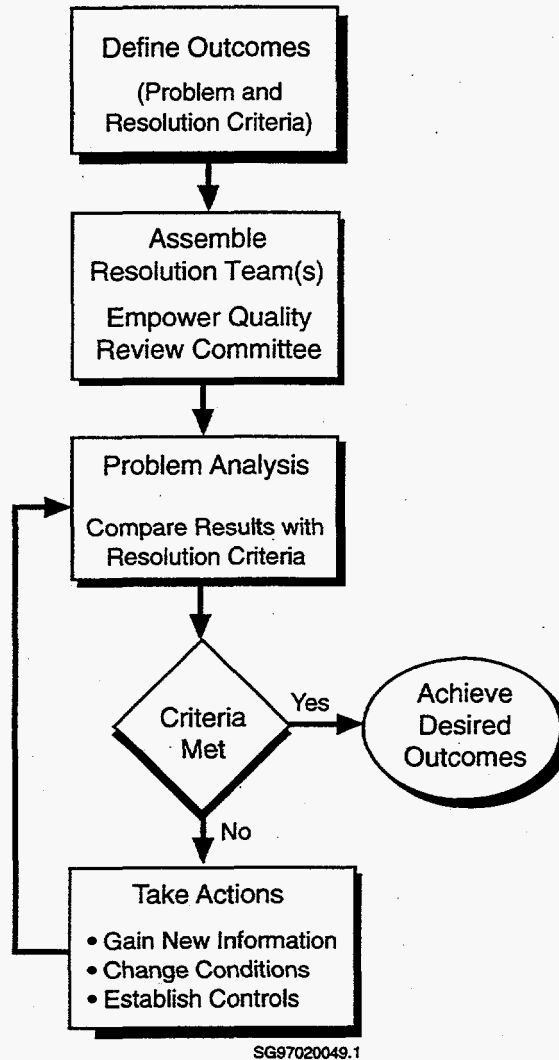 Define Outcomes
(Problem and
Resolution Criteria)
Assemble
Resolution Team(s)
Empower Quality
Review Committee
Problem Analysis
Compare Results with
Resolution Criteria
Criteria
Met
Yes
Achieve
Desired
Outcomes
No
Take Actions
• Gain New Information
• Change Conditions
• Establish Controls
SG97020049.1